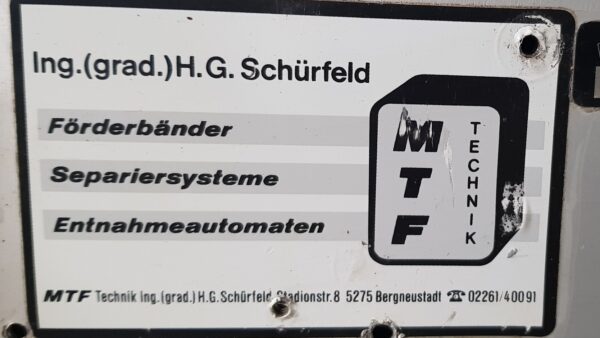 Ing.(grad.) H.G. Schürfeld
Förderbänder
Separiersysteme
Entnahmeautomaten
MTF
TECHNIK
MTF Technik Ing.(grad.) H.G. Schürfeld Stadionstr. 8 5275 Bergneustadt ☎ 02261/40091